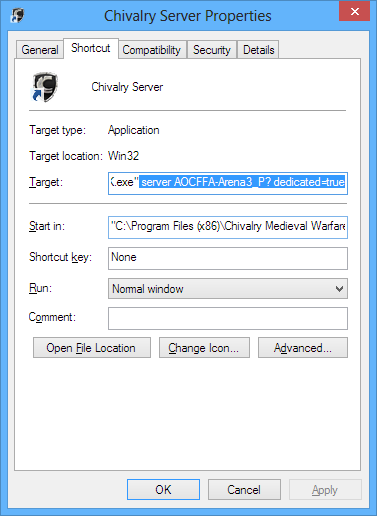 Chivalry Server Properties
General Shortcut Compatibility Security Details
Chivalry Server
Target type: Application
Target location: Win32
Target: .exe" server AOCFFA-Arena3_P? dedicated=true
Start in: "C:\Program Files (x86)\Chivalry Medieval Warfare
Shortcut key: None
Run: Normal window
Comment:
Open File Location Change Icon... Advanced...
OK Cancel Apply